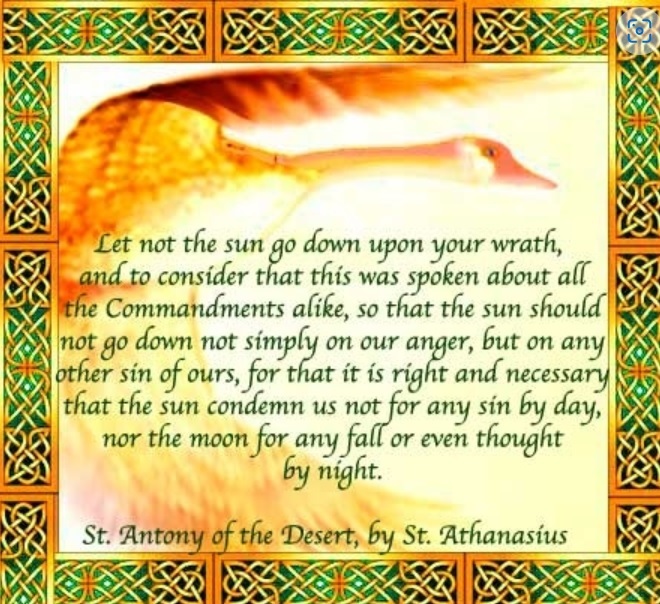 Let not the sun go down upon your wrath,
and to consider that this was spoken about all
the Commandments alike, so that the sun should
not go down not simply on our anger, but on any
other sin of ours, for that it is right and necessary
that the sun condemn us not for any sin by day,
nor the moon for any fall or even thought
by night.
St. Antony of the Desert, by St. Athanasius